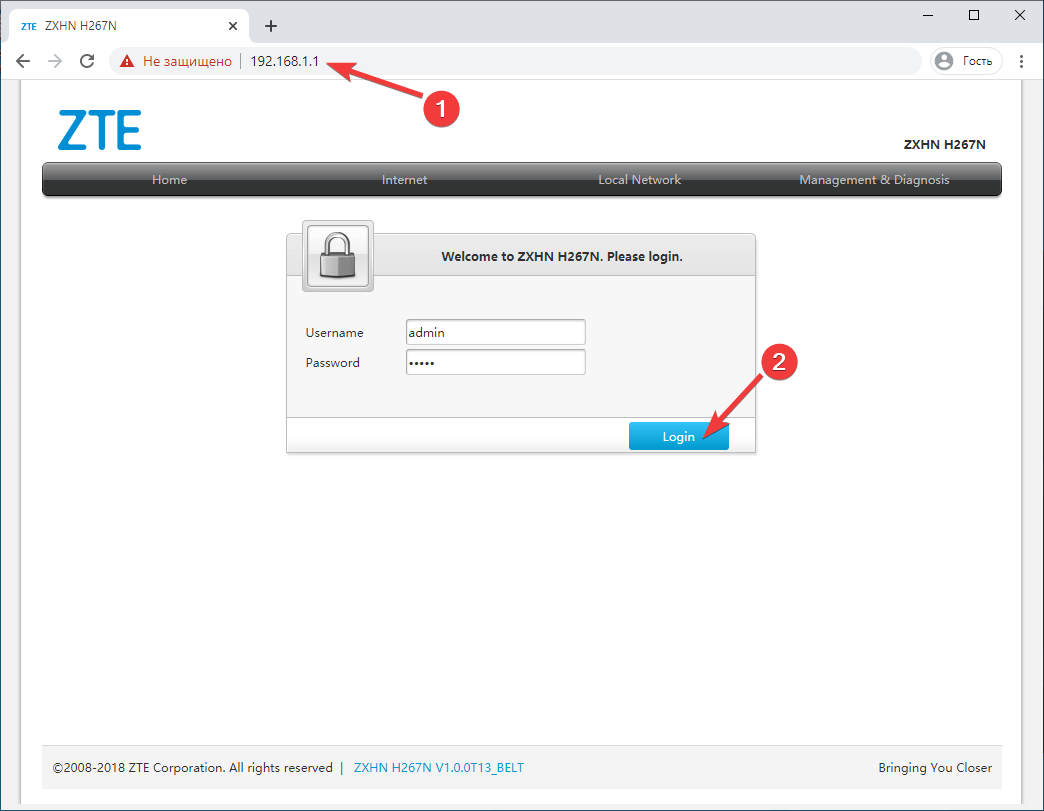 ZTE ZXHN H267N
Не защищено 192.168.1.1 Гость
1
ZTE
ZXHN H267N
Home Internet Local Network Management & Diagnosis
Welcome to ZXHN H267N. Please login.
Username admin
Password •••••
2
Login
©2008-2018 ZTE Corporation. All rights reserved | ZXHN H267N V1.0.0T13_BELT Bringing You Closer